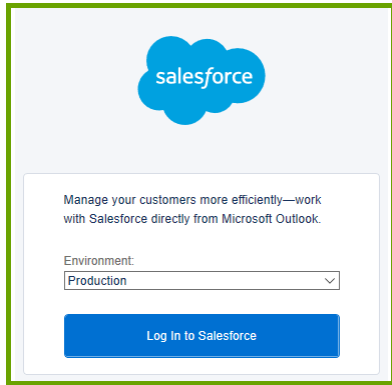 salesforce
Manage your customers more efficiently—work
with Salesforce directly from Microsoft Outlook.
Environment:
Production
Log In to Salesforce